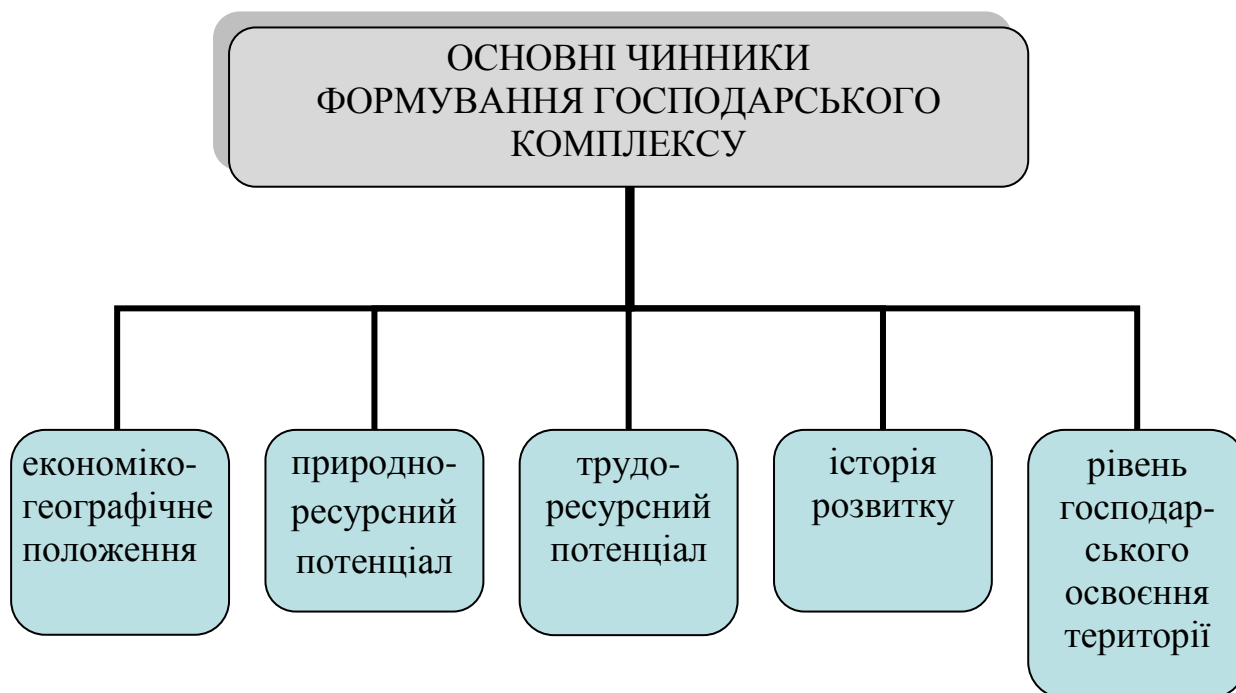 ОСНОВНІ ЧИННИКИ
ФОРМУВАННЯ ГОСПОДАРСЬКОГО
КОМПЛЕКСУ
економіко-
географічне
положення
природно-
ресурсний
потенціал
трудо-
ресурсний
потенціал
історія
розвитку
рівень
господар-
ського
освоєння
території